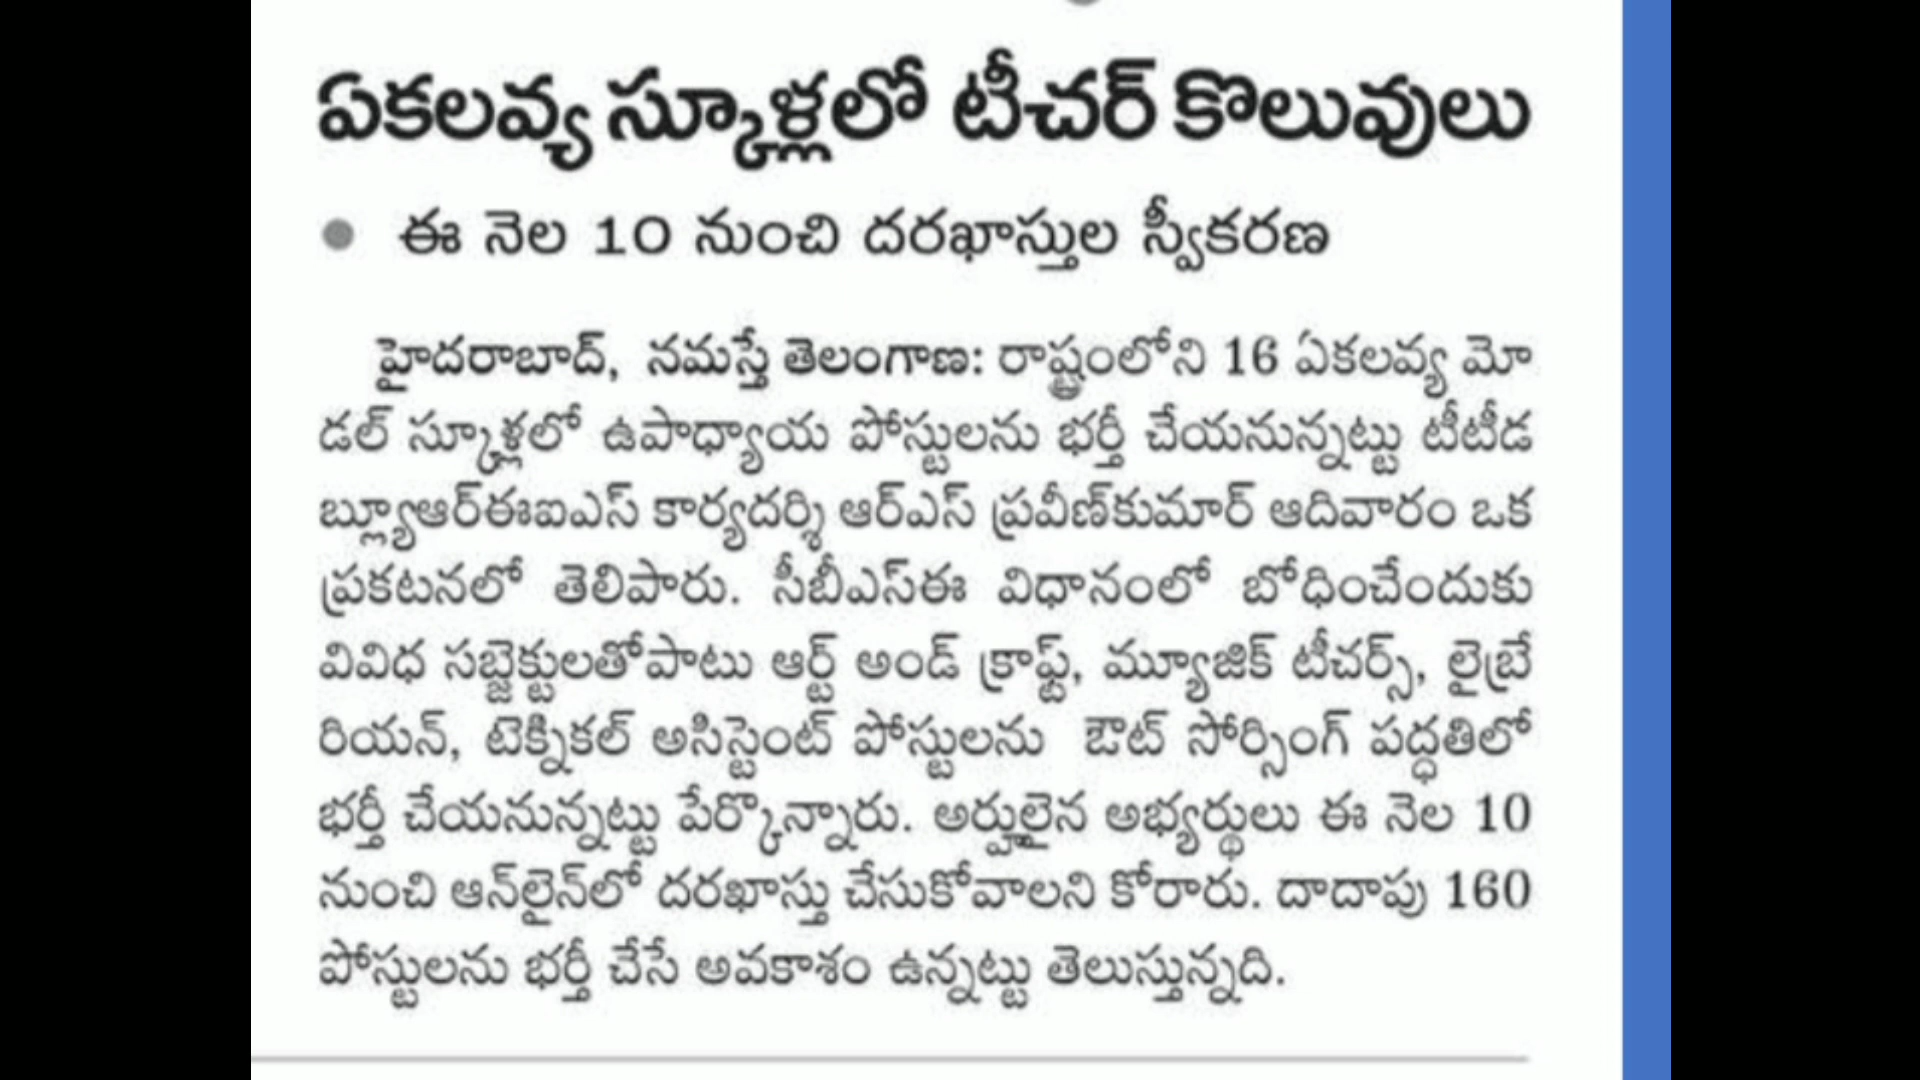 ఏకలవ్య స్కూళ్లలో టీచర్ కొలువులు
● ఈ నెల 10 నుంచి దరఖాస్తుల స్వీకరణ
హైదరాబాద్, నమస్తే తెలంగాణ: రాష్ట్రంలోని 16 ఏకలవ్య మో
డల్ స్కూళ్లలో ఉపాధ్యాయ పోస్టులను భర్తీ చేయనున్నట్టు టీటీడ
బ్ల్యూఆర్ఈఐఎస్ కార్యదర్శి ఆర్ఎస్ ప్రవీణ్‌కుమార్ ఆదివారం ఒక
ప్రకటనలో తెలిపారు. సీబీఎస్ఈ విధానంలో బోధించేందుకు
వివిధ సబ్జెక్టులతోపాటు ఆర్ట్ అండ్ క్రాఫ్ట్, మ్యూజిక్ టీచర్స్, లైబ్రే
రియన్, టెక్నికల్ అసిస్టెంట్ పోస్టులను ఔట్ సోర్సింగ్ పద్ధతిలో
భర్తీ చేయనున్నట్టు పేర్కొన్నారు. అర్హులైన అభ్యర్థులు ఈ నెల 10
నుంచి ఆన్‌లైన్‌లో దరఖాస్తు చేసుకోవాలని కోరారు. దాదాపు 160
పోస్టులను భర్తీ చేసే అవకాశం ఉన్నట్టు తెలుస్తున్నది.